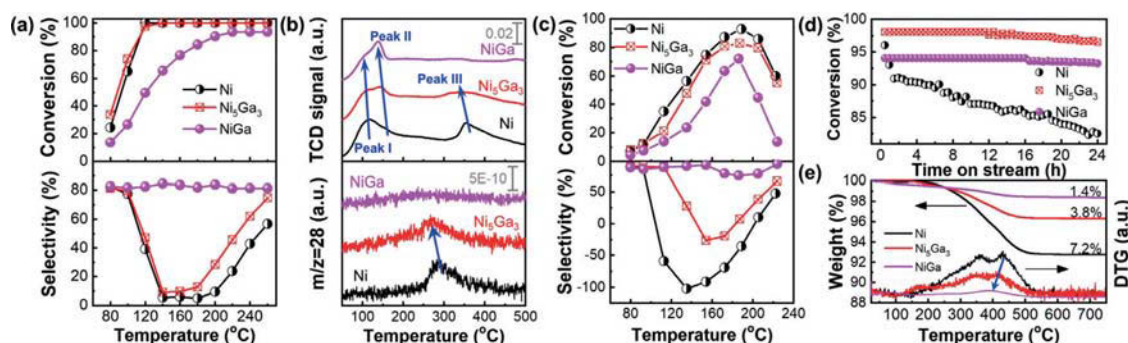 (a)
Conversion (%)
100
80
60
40
20
0
Ni
Ni5Ga3
NiGa
Selectivity (%)
100
80
60
40
20
0
80 120 160 200 240
Temperature (°C)
(b)
TCD signal (a.u.)
Peak II
0.02
NiGa
Peak III
Ni5Ga3
Ni
Peak I
m/z=28 (a.u.)
5E-10
NiGa
Ni5Ga3
Ni
100 200 300 400 500
Temperature (°C)
(c)
Conversion (%)
100
80
60
40
20
0
Ni
Ni5Ga3
NiGa
Selectivity (%)
50
0
-50
-100
80 120 160 200 240
Temperature (°C)
(d)
Conversion (%)
100
95
90
85
80
Ni
Ni5Ga3
NiGa
0 4 8 12 16 20 24
Time on stream (h)
(e)
Weight (%)
100
98
96
94
92
90
88
1.4%
3.8%
7.2%
Ni
Ni5Ga3
NiGa
DTG (a.u.)
100 200 300 400 500 600 700
Temperature (°C)